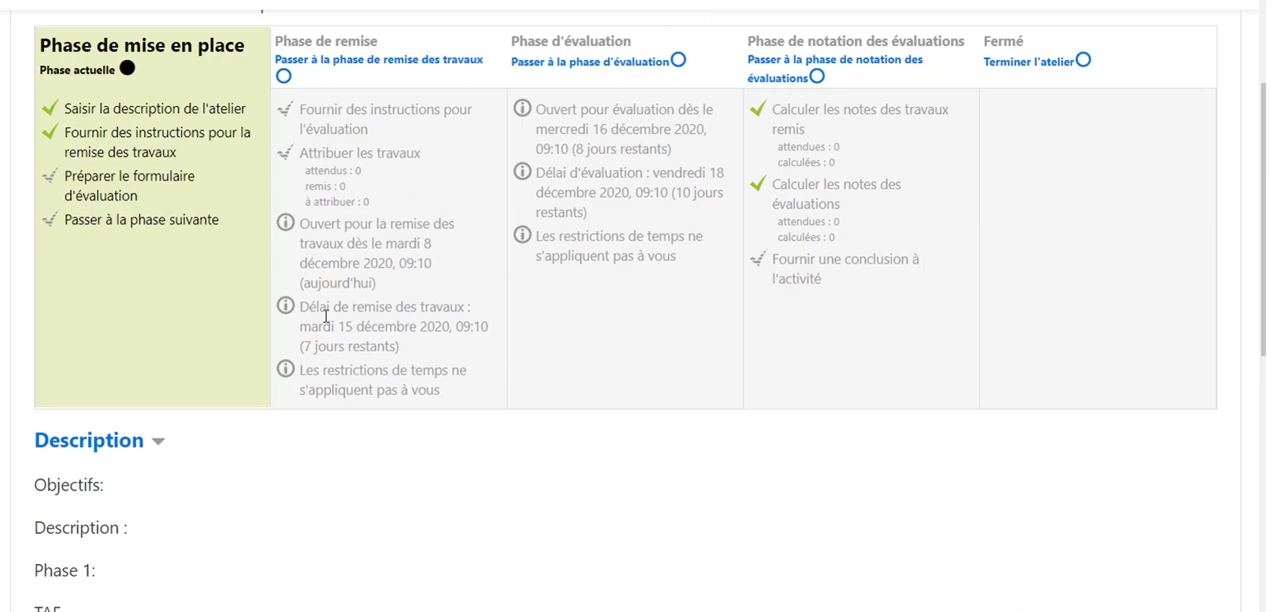 Phase de mise en place
Phase actuelle
Saisir la description de l'atelier
Fournir des instructions pour la
remise des travaux
Préparer le formulaire
d'évaluation
Passer à la phase suivante
Phase de remise
Passer à la phase de remise des travaux
Fournir des instructions pour
l'évaluation
Attribuer les travaux
attendus : 0
remis : 0
à attribuer : 0
Ouvert pour la remise des
travaux dès le mardi 8
décembre 2020, 09:10
(aujourd'hui)
Délai de remise des travaux :
mardi 15 décembre 2020, 09:10
(7 jours restants)
Les restrictions de temps ne
s'appliquent pas à vous
Phase d'évaluation
Passer à la phase d'évaluation
Ouvert pour évaluation dès le
mercredi 16 décembre 2020,
09:10 (8 jours restants)
Délai d'évaluation : vendredi 18
décembre 2020, 09:10 (10 jours
restants)
Les restrictions de temps ne
s'appliquent pas à vous
Phase de notation des évaluations
Passer à la phase de notation des
évaluations
Calculer les notes des travaux
remis
attendues : 0
calculées : 0
Calculer les notes des
évaluations
attendues : 0
calculées : 0
Fournir une conclusion à
l'activité
Fermé
Terminer l'atelier
Description
Objectifs:
Description :
Phase 1: